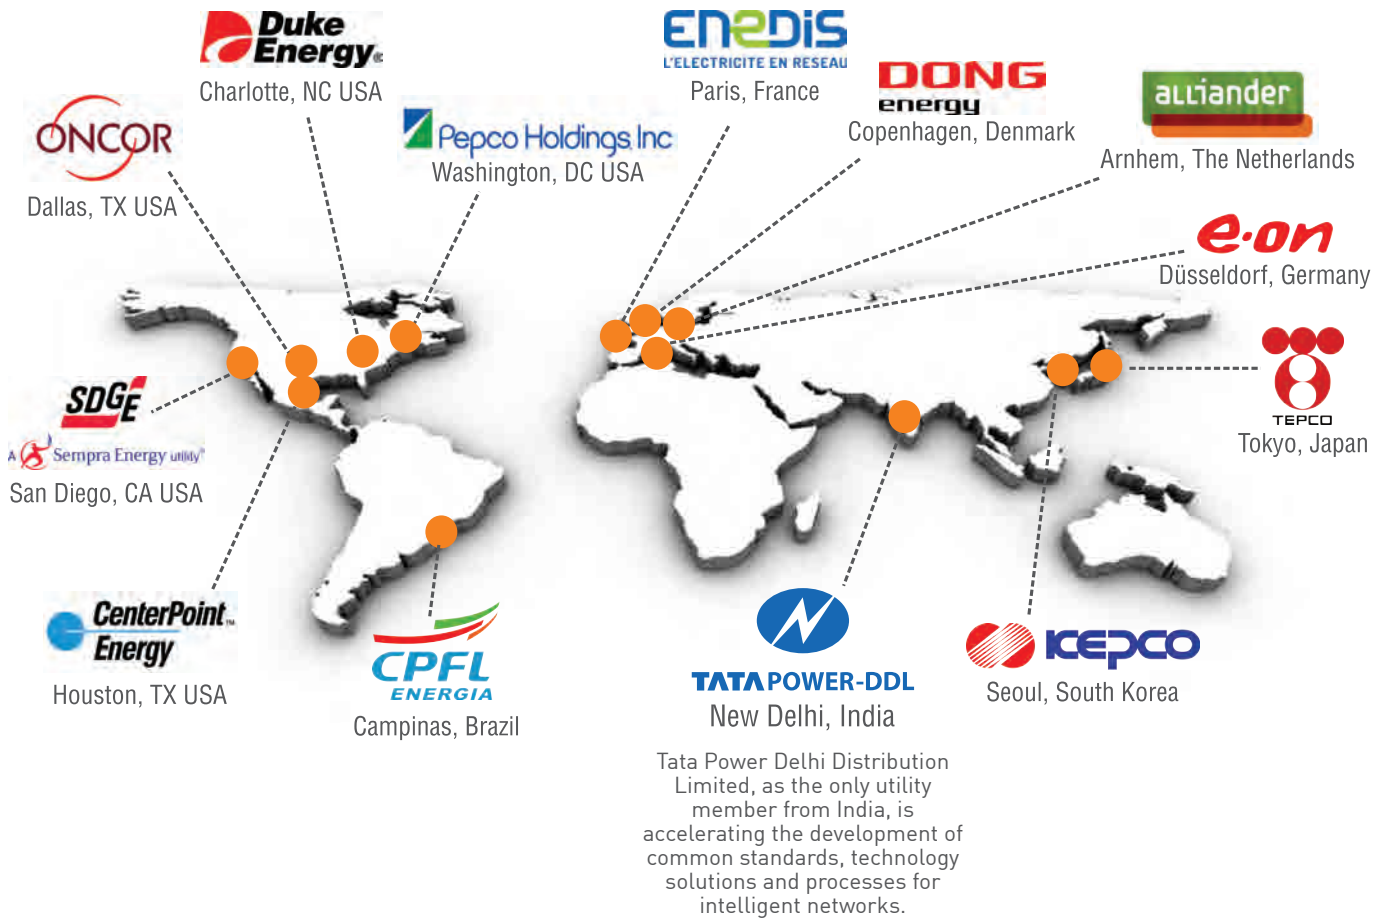 Duke
Energy®
Charlotte, NC USA
ONCOR
Dallas, TX USA
Pepco Holdings, Inc
Washington, DC USA
ENEDIS
L'ELECTRICITE EN RESEAU
Paris, France
DONG
energy
Copenhagen, Denmark
alliander
Arnhem, The Netherlands
e·on
Düsseldorf, Germany
TEPCO
Tokyo, Japan
SDGE
A Sempra Energy utility®
San Diego, CA USA
CenterPoint™
Energy
Houston, TX USA
CPFL
ENERGIA
Campinas, Brazil
TATA POWER-DDL
New Delhi, India
KEPCO
Seoul, South Korea
Tata Power Delhi Distribution
Limited, as the only utility
member from India, is
accelerating the development of
common standards, technology
solutions and processes for
intelligent networks.